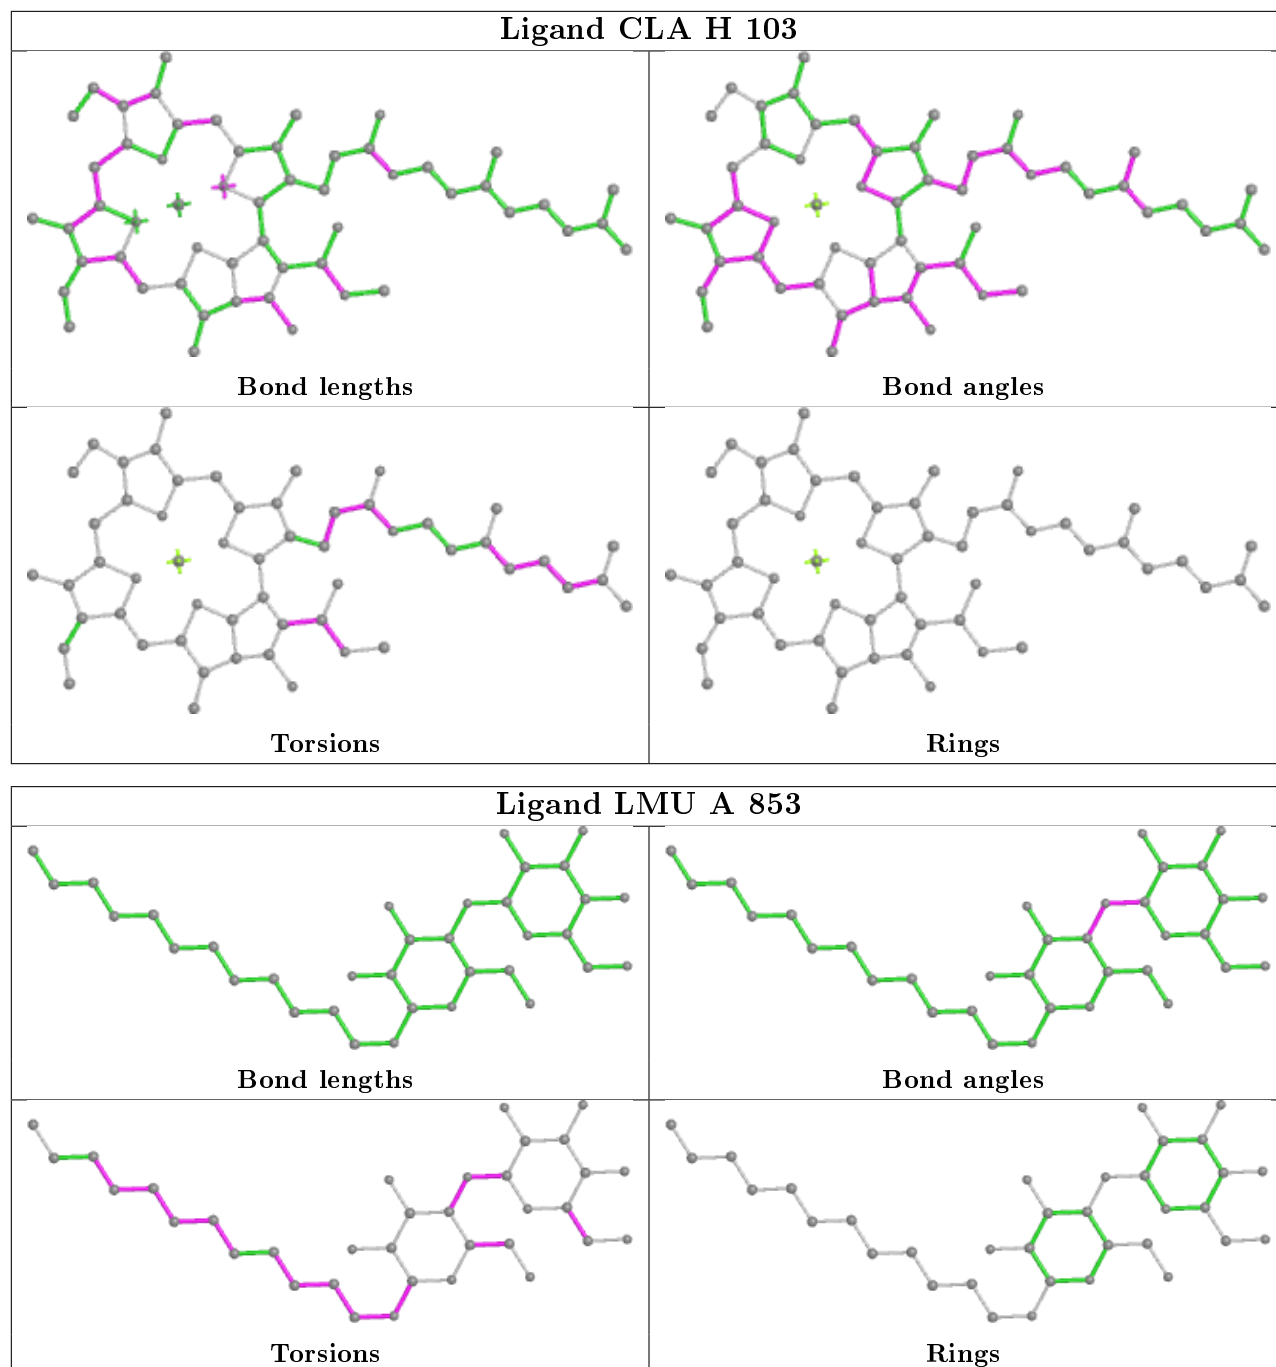 Ligand CLA H 103
Bond lengths
Bond angles
Torsions
Rings
Ligand LMU A 853
Bond lengths
Bond angles
Torsions
Rings